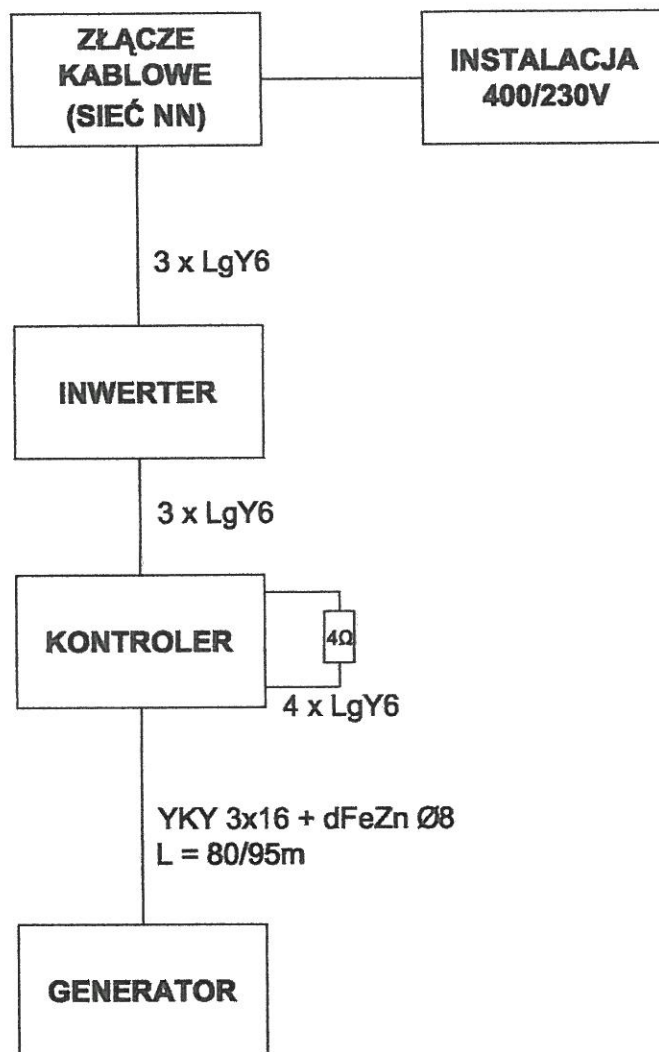 ZŁĄCZE
KABLOWE
(SIEĆ NN)
INSTALACJA
400/230V
3 x LgY6
INWERTER
3 x LgY6
KONTROLER
4Ω
4 x LgY6
YKY 3x16 + dFeZn Ø8
L = 80/95m
GENERATOR